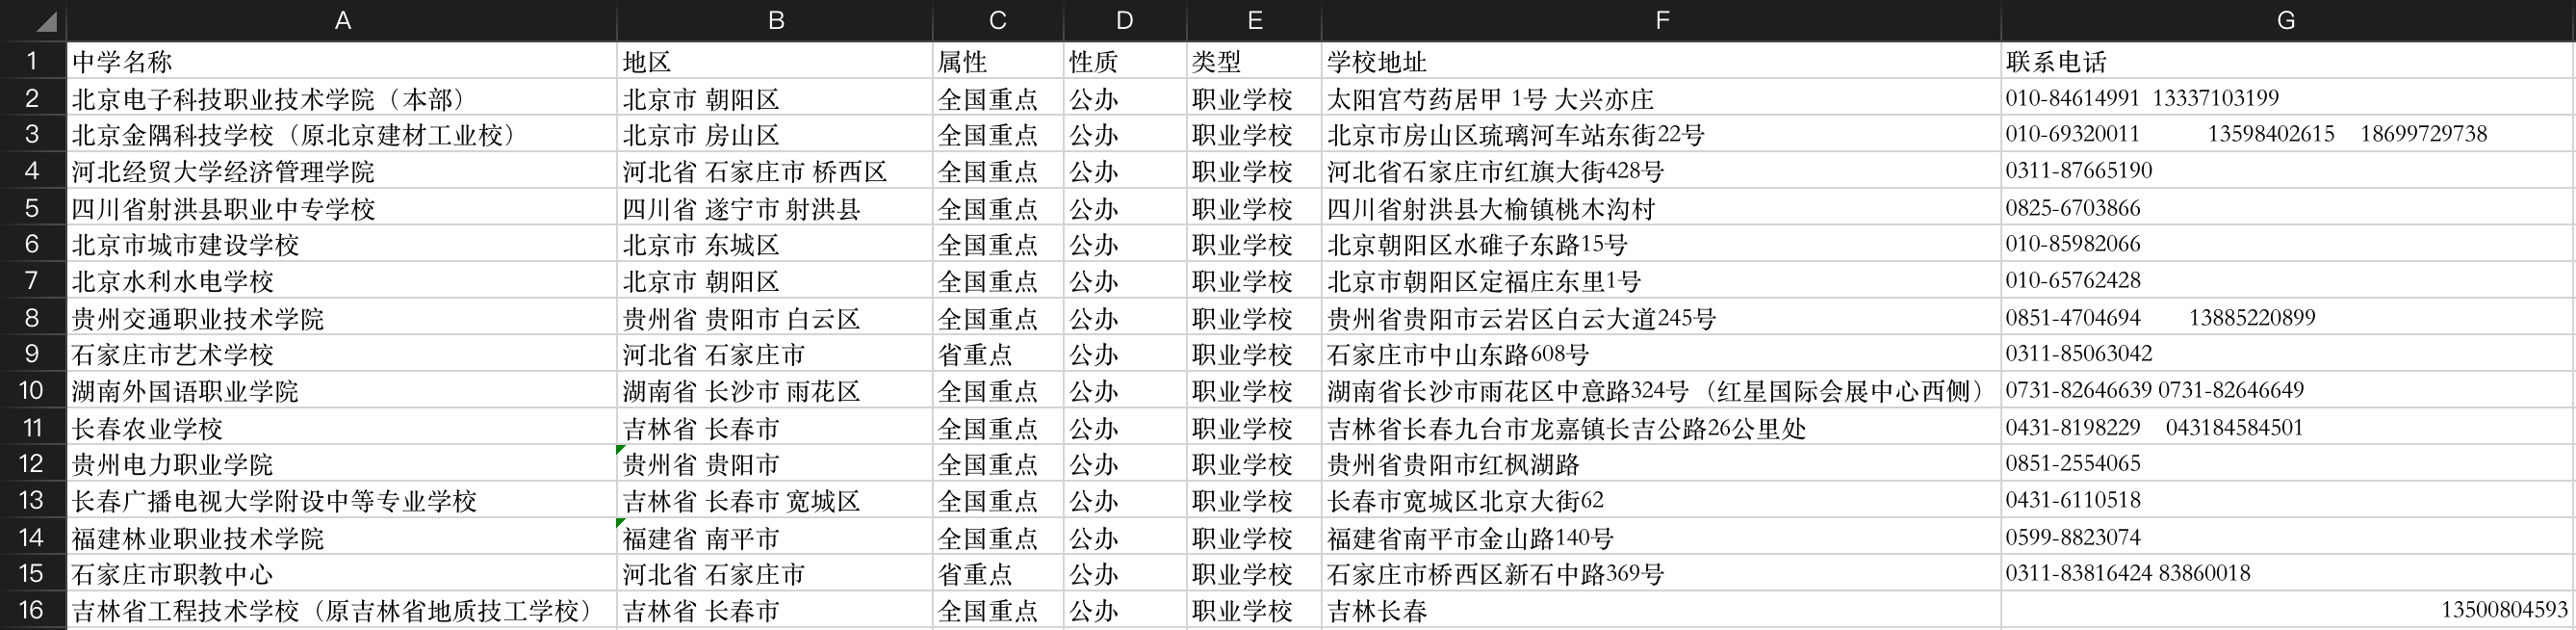 A B C D E F G
1 中学名称 地区 属性 性质 类型 学校地址 联系电话
2 北京电子科技职业技术学院（本部） 北京市 朝阳区 全国重点 公办 职业学校 太阳宫芍药居甲 1号 大兴亦庄 010-84614991 13337103199
3 北京金隅科技学校（原北京建材工业校） 北京市 房山区 全国重点 公办 职业学校 北京市房山区琉璃河车站东街22号 010-69320011 13598402615 18699729738
4 河北经贸大学经济管理学院 河北省 石家庄市 桥西区 全国重点 公办 职业学校 河北省石家庄市红旗大街428号 0311-87665190
5 四川省射洪县职业中专学校 四川省 遂宁市 射洪县 全国重点 公办 职业学校 四川省射洪县大榆镇桃木沟村 0825-6703866
6 北京市城市建设学校 北京市 东城区 全国重点 公办 职业学校 北京朝阳区水碓子东路15号 010-85982066
7 北京水利水电学校 北京市 朝阳区 全国重点 公办 职业学校 北京市朝阳区定福庄东里1号 010-65762428
8 贵州交通职业技术学院 贵州省 贵阳市 白云区 全国重点 公办 职业学校 贵州省贵阳市云岩区白云大道245号 0851-4704694 13885220899
9 石家庄市艺术学校 河北省 石家庄市 省重点 公办 职业学校 石家庄市中山东路608号 0311-85063042
10 湖南外国语职业学院 湖南省 长沙市 雨花区 全国重点 公办 职业学校 湖南省长沙市雨花区中意路324号（红星国际会展中心西侧） 0731-82646639 0731-82646649
11 长春农业学校 吉林省 长春市 全国重点 公办 职业学校 吉林省长春九台市龙嘉镇长吉公路26公里处 0431-8198229 043184584501
12 贵州电力职业学院 贵州省 贵阳市 全国重点 公办 职业学校 贵州省贵阳市红枫湖路 0851-2554065
13 长春广播电视大学附设中等专业学校 吉林省 长春市 宽城区 全国重点 公办 职业学校 长春市宽城区北京大街62 0431-6110518
14 福建林业职业技术学院 福建省 南平市 全国重点 公办 职业学校 福建省南平市金山路140号 0599-8823074
15 石家庄市职教中心 河北省 石家庄市 省重点 公办 职业学校 石家庄市桥西区新石中路369号 0311-83816424 83860018
16 吉林省工程技术学校（原吉林省地质技工学校） 吉林省 长春市 全国重点 公办 职业学校 吉林长春 13500804593